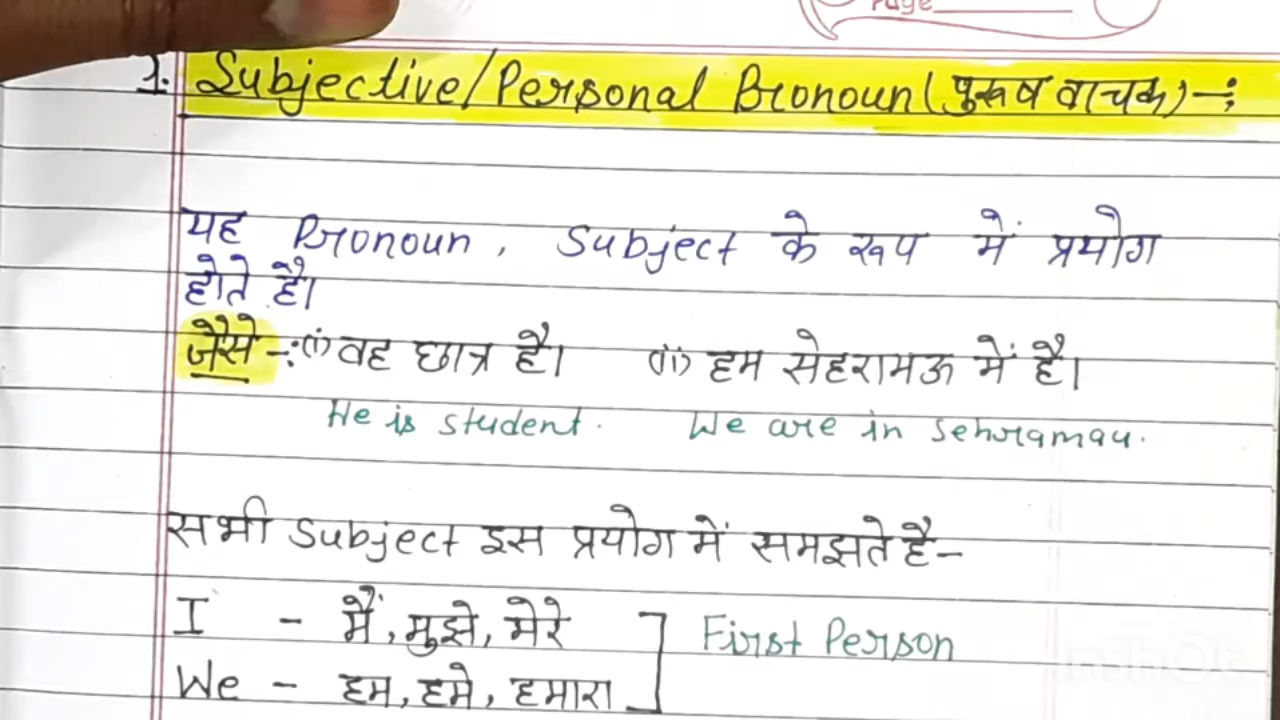 Page
1. Subjective/Personal Pronoun (पुरूष वाचक) -:
यह Pronoun, Subject के रूप में प्रयोग
होते है।
जैसे -: (i) वह छात्र है। (ii) हम सेहरामऊ में है।
He is student. We are in Sehramau.
सभी Subject इस प्रयोग में समझते है-
I - मैं, मुझे, मेरे ] First Person
We - हम, हमे, हमारा